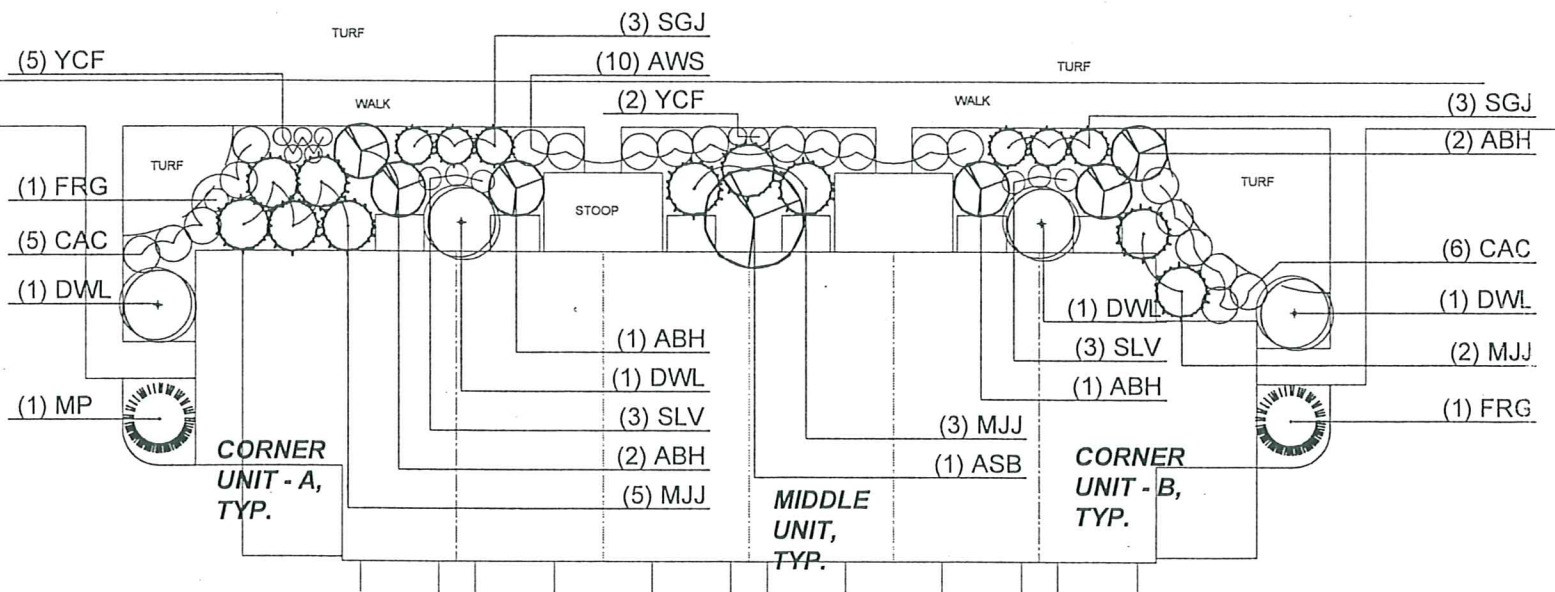 TURF
(3) SGJ
(5) YCF
(10) AWS
TURF
(2) YCF
WALK
WALK
(3) SGJ
(2) ABH
TURF
TURF
(1) FRG
STOOP
(5) CAC
(6) CAC
(1) DWL
(1) DWL
(1) DWL
(1) ABH
(3) SLV
(2) MJJ
(1) DWL
(1) ABH
(1) MP
(1) FRG
(3) SLV
(3) MJJ
CORNER
UNIT - A,
TYP.
(2) ABH
(1) ASB
CORNER
UNIT - B,
TYP.
(5) MJJ
MIDDLE
UNIT,
TYP.